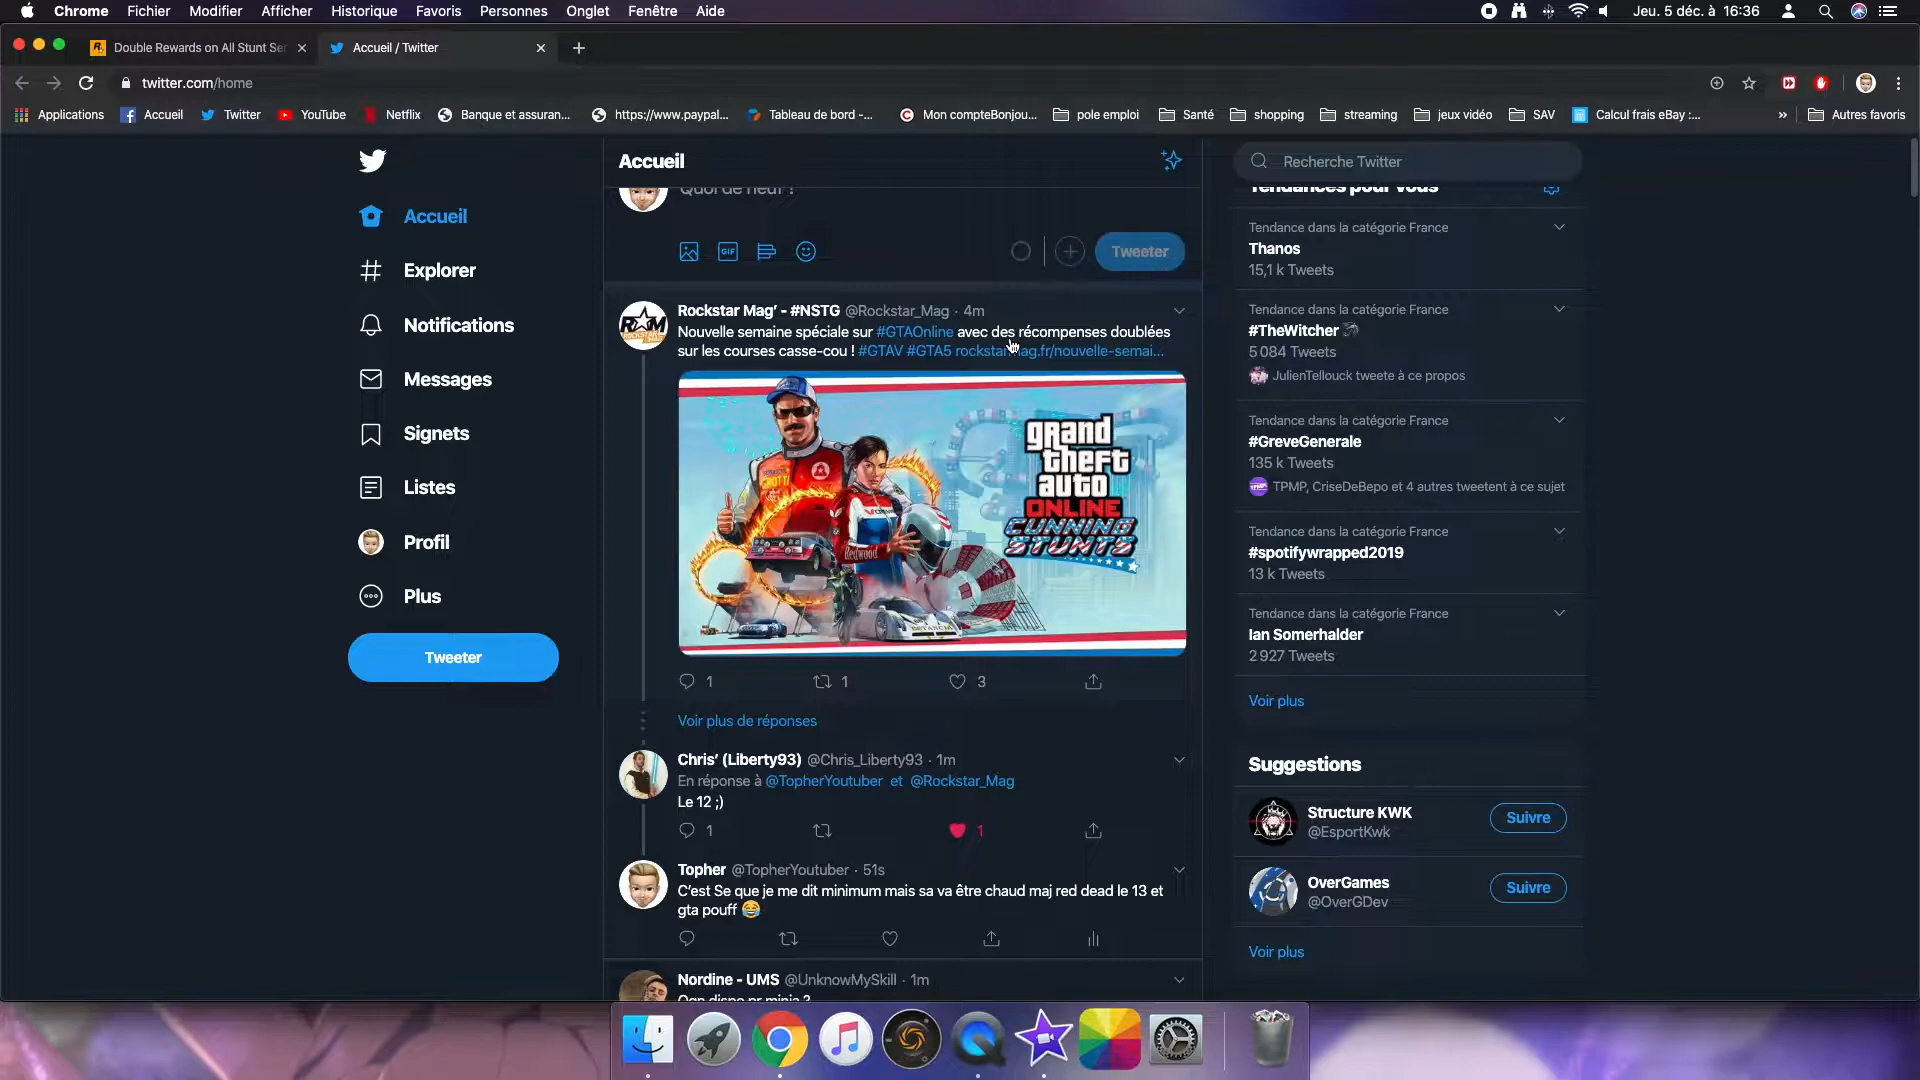 Chrome Fichier Modifier Afficher Historique Favoris Personnes Onglet Fenêtre Aide
Jeu. 5 déc. à 16:36
Double Rewards on All Stunt Ser
Accueil / Twitter
twitter.com/home
Applications Accueil Twitter YouTube Netflix Banque et assuran... https://www.paypal... Tableau de bord -... Mon compteBonjou... pole emploi Santé shopping streaming jeux vidéo SAV Calcul frais eBay :... » Autres favoris
Accueil
Explorer
Notifications
Messages
Signets
Listes
Profil
Plus
Tweeter
Accueil
Quoi de neuf ?
GIF
Tweeter
Rockstar Mag' - #NSTG @Rockstar_Mag · 4m
Nouvelle semaine spéciale sur #GTAOnline avec des récompenses doublées
sur les courses casse-cou ! #GTAV #GTA5 rockstarmag.fr/nouvelle-semai...
grand
theft
auto
ONLINE
CUNNING
STUNTS
Redwood
1 1 3
Voir plus de réponses
Chris' (Liberty93) @Chris_Liberty93 · 1m
En réponse à @TopherYoutuber et @Rockstar_Mag
Le 12 ;)
1 1
Topher @TopherYoutuber · 51s
C'est Se que je me dit minimum mais sa va être chaud maj red dead le 13 et
gta pouff 😂
Nordine - UMS @UnknowMySkill · 1m
Recherche Twitter
Tendances pour vous
Tendance dans la catégorie France
Thanos
15,1 k Tweets
Tendance dans la catégorie France
#TheWitcher
5 084 Tweets
JulienTellouck tweete à ce propos
Tendance dans la catégorie France
#GreveGenerale
135 k Tweets
TPMP, CriseDeBepo et 4 autres tweetent à ce sujet
Tendance dans la catégorie France
#spotifywrapped2019
13 k Tweets
Tendance dans la catégorie France
Ian Somerhalder
2 927 Tweets
Voir plus
Suggestions
Structure KWK
@EsportKwk
Suivre
OverGames
@OverGDev
Suivre
Voir plus